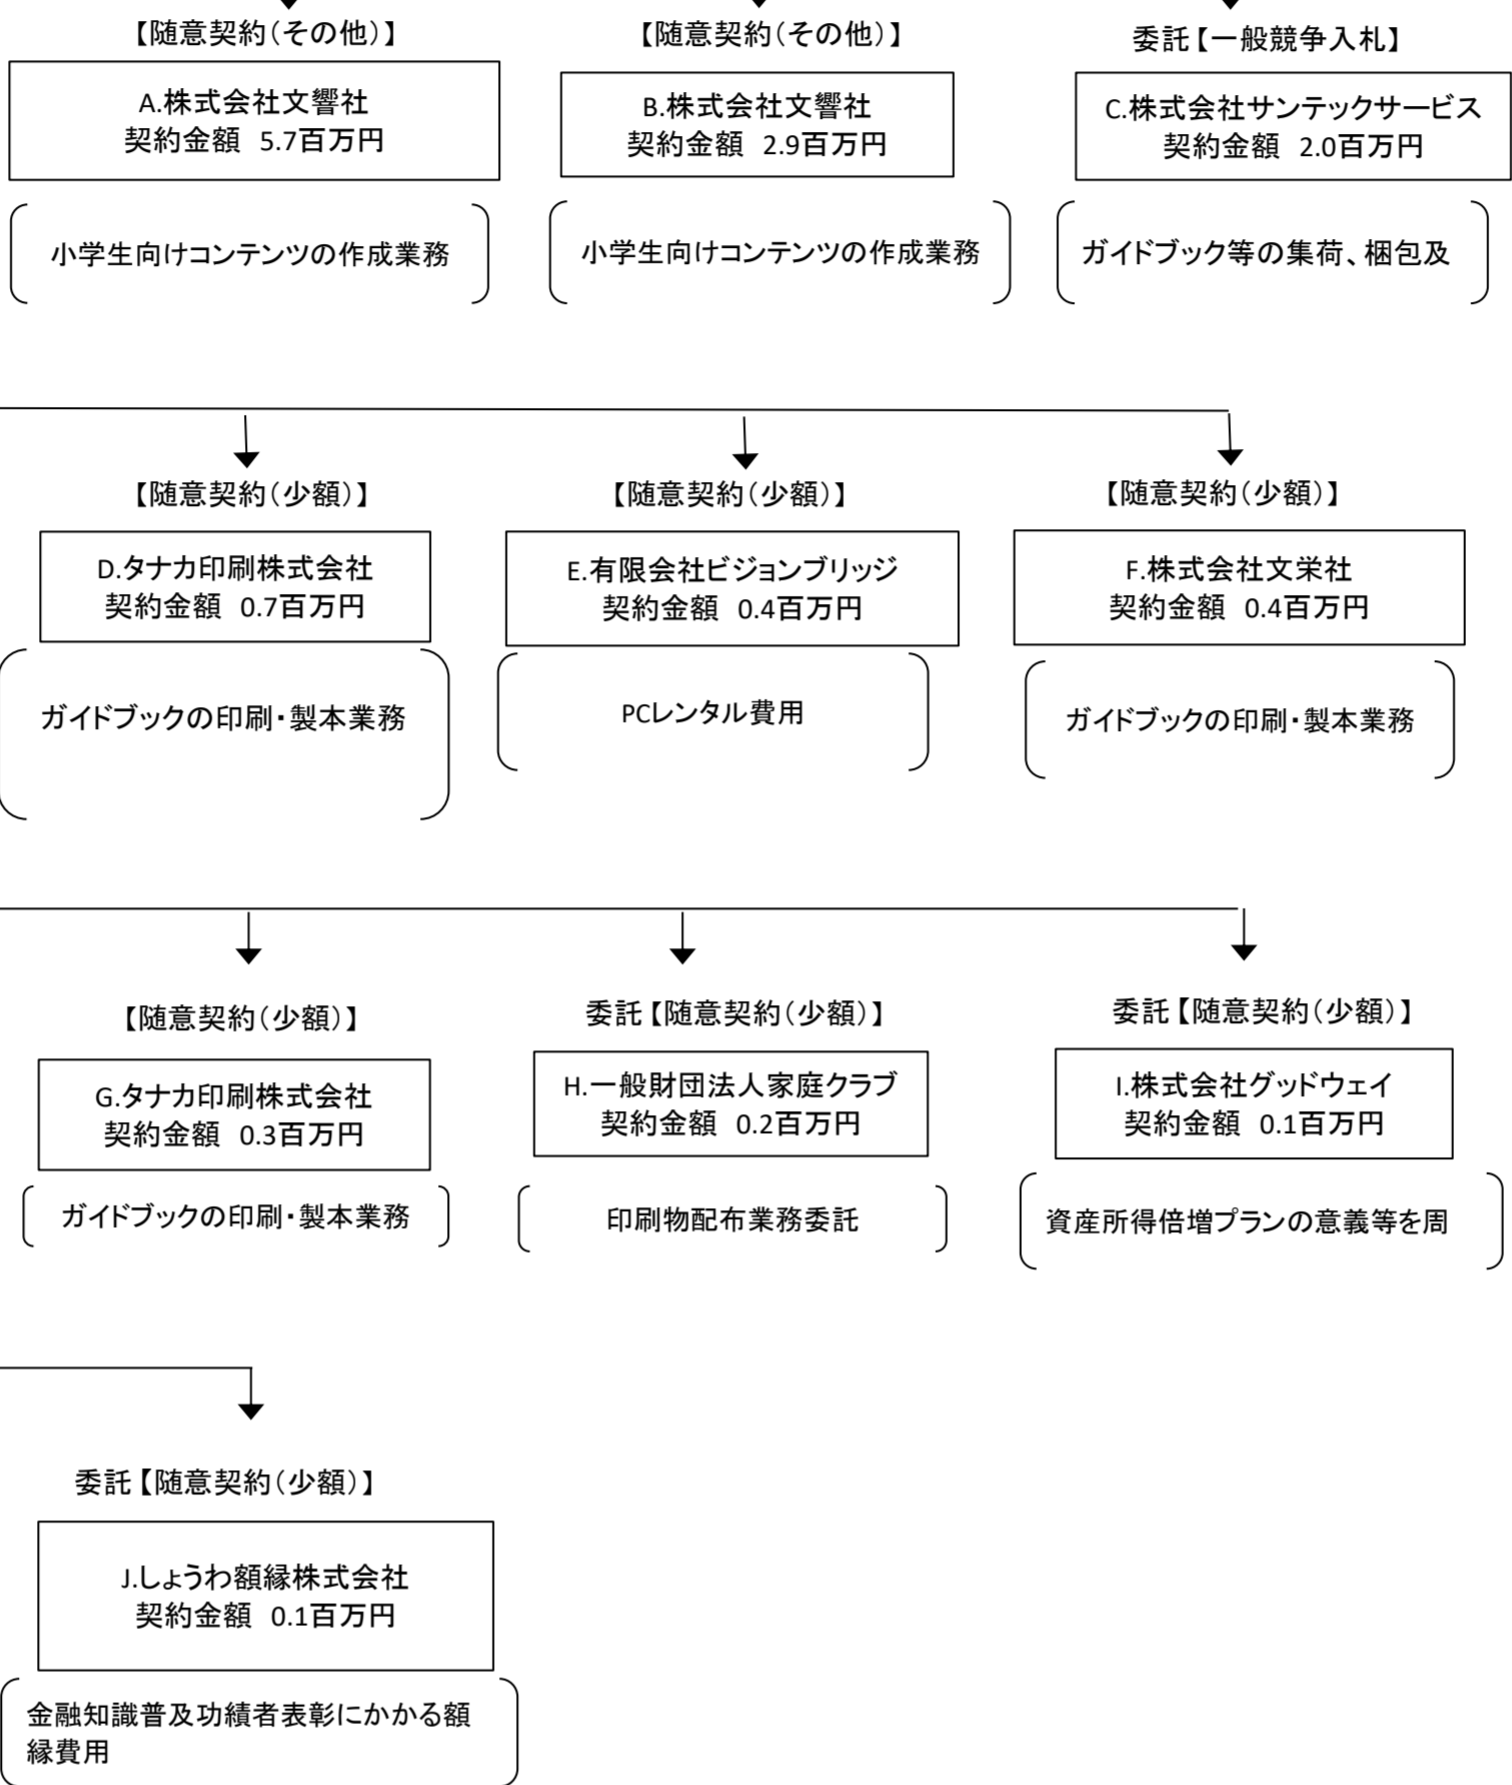 【随意契約(その他)】
A.株式会社文響社
契約金額 5.7百万円
小学生向けコンテンツの作成業務
【随意契約(その他)】
B.株式会社文響社
契約金額 2.9百万円
小学生向けコンテンツの作成業務
委託【一般競争入札】
C.株式会社サンテックサービス
契約金額 2.0百万円
ガイドブック等の集荷、梱包及
【随意契約(少額)】
D.タナカ印刷株式会社
契約金額 0.7百万円
ガイドブックの印刷・製本業務
【随意契約(少額)】
E.有限会社ビジョンブリッジ
契約金額 0.4百万円
PCレンタル費用
【随意契約(少額)】
F.株式会社文栄社
契約金額 0.4百万円
ガイドブックの印刷・製本業務
【随意契約(少額)】
G.タナカ印刷株式会社
契約金額 0.3百万円
ガイドブックの印刷・製本業務
委託【随意契約(少額)】
H.一般財団法人家庭クラブ
契約金額 0.2百万円
印刷物配布業務委託
委託【随意契約(少額)】
I.株式会社グッドウェイ
契約金額 0.1百万円
資産所得倍増プランの意義等を周
委託【随意契約(少額)】
J.しょうわ額縁株式会社
契約金額 0.1百万円
金融知識普及功績者表彰にかかる額
縁費用